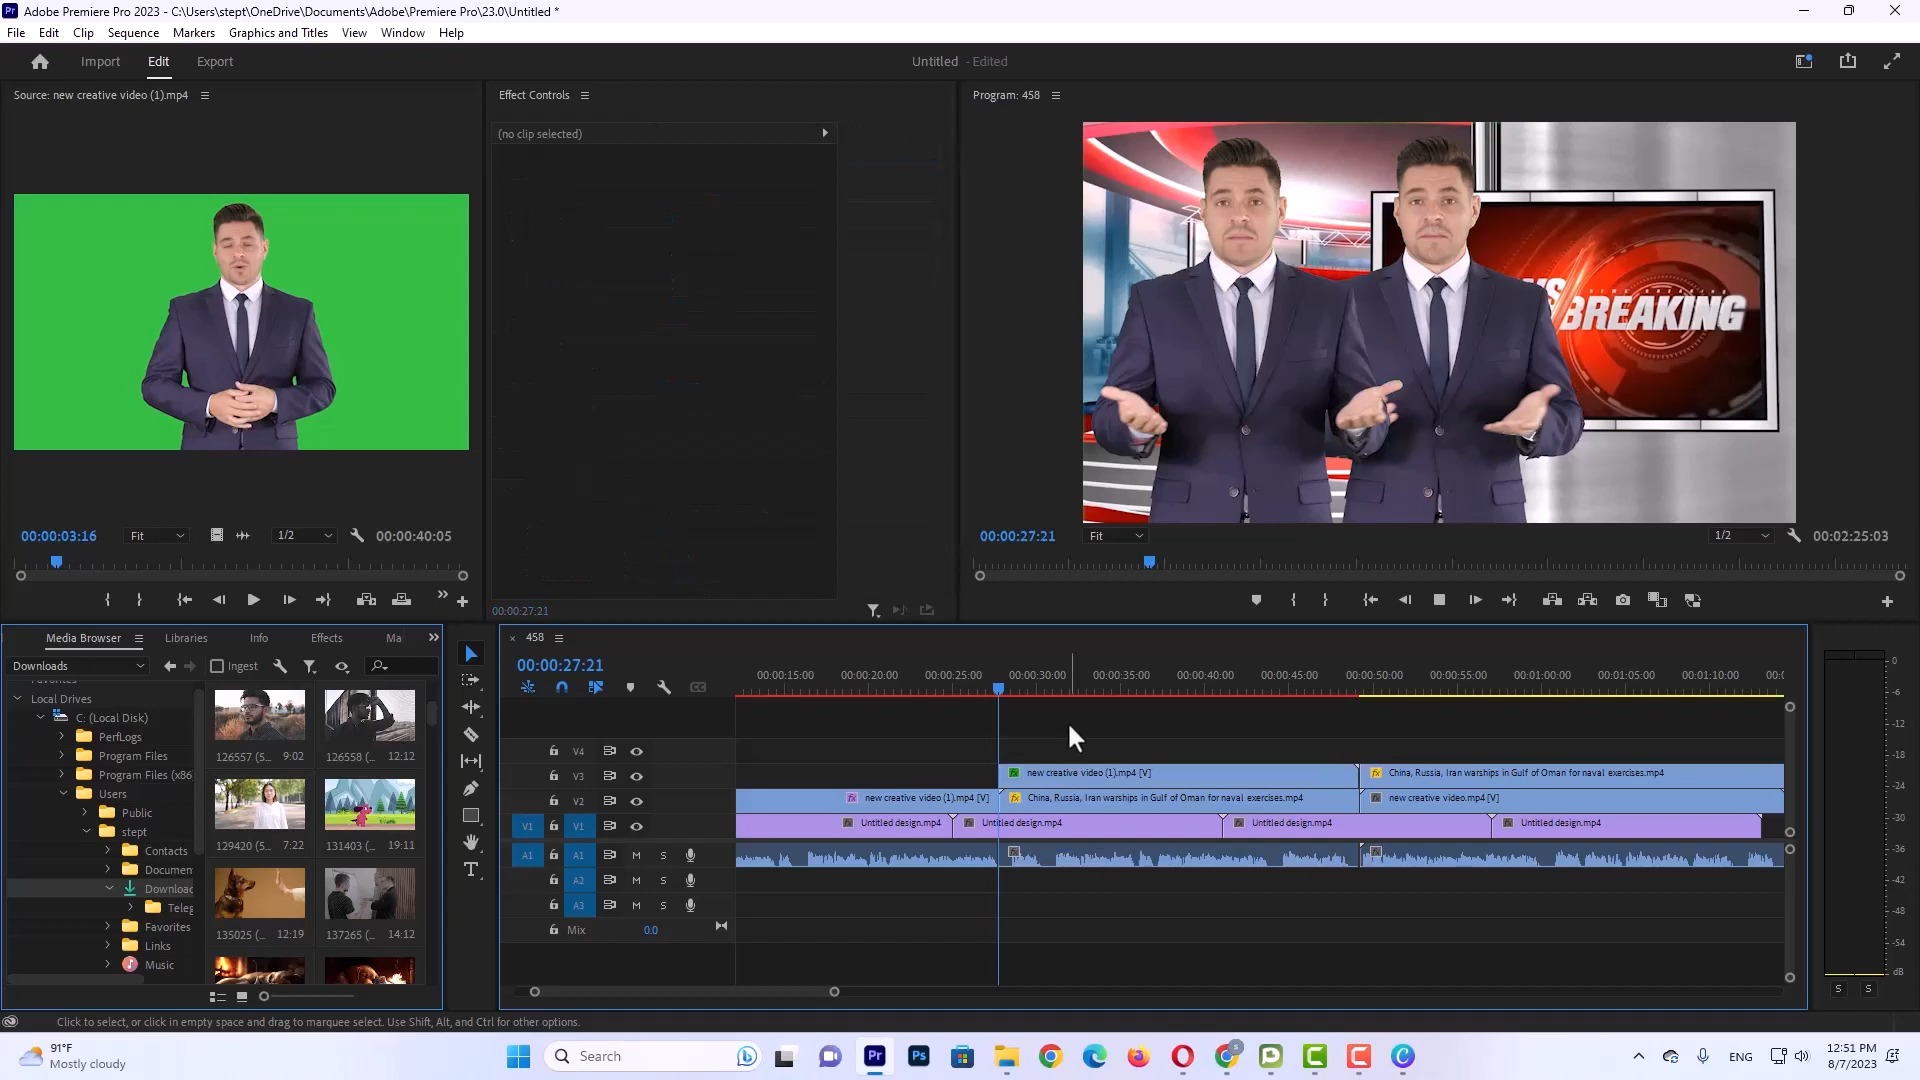 Adobe Premiere Pro 2023 - C:\Users\stept\OneDrive\Documents\Adobe\Premiere Pro\23.0\Untitled *
File Edit Clip Sequence Markers Graphics and Titles View Window Help
Import Edit Export
Untitled - Edited
Source: new creative video (1).mp4
Effect Controls
Program: 458
(no clip selected)
BREAKING
00:00:03:16 Fit 1/2 00:00:40:05
00:00:27:21 Fit 1/2 00:02:25:03
00:00:27:21
Media Browser Libraries Info Effects Ma
458
Downloads Ingest
00:00:27:21
00:00:15:00 00:00:20:00 00:00:25:00 00:00:30:00 00:00:35:00 00:00:40:00 00:00:45:00 00:00:50:00 00:00:55:00 00:01:00:00 00:01:05:00 00:01:10:00
Local Drives
C: (Local Disk)
PerfLogs
Program Files
Program Files (x86
Users
Public
stept
Contacts
Documen
Downloac
Teleg
Favorites
Links
Music
126557 (5... 9:02
126558 (... 12:12
129420 (5... 7:22
131403 (... 19:11
135025 (... 12:19
137265 (... 14:12
V4
V3 new creative video (1).mp4 [V] China, Russia, Iran warships in Gulf of Oman for naval exercises.mp4
V2 new creative video (1).mp4 [V] China, Russia, Iran warships in Gulf of Oman for naval exercises.mp4 new creative video.mp4 [V]
V1 V1 Untitled design.mp4 Untitled design.mp4 Untitled design.mp4 Untitled design.mp4
A1 A1 M S
A2 M S
A3 M S
Mix 0.0
0
-6
-12
-18
-24
-30
-36
-42
-48
-54
dB
S S
Click to select, or click in empty space and drag to marquee select. Use Shift, Alt, and Ctrl for other options.
91°F
Mostly cloudy
Search
ENG
12:51 PM
8/7/2023